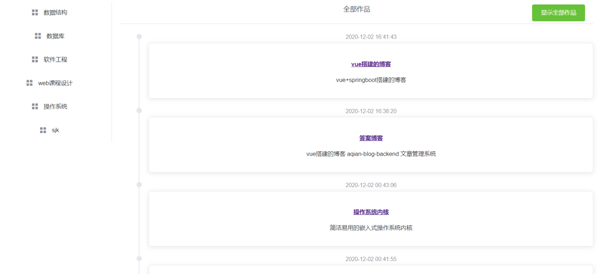 数据结构
数据库
软件工程
web课程设计
操作系统
sjk
全部作品
显示全部作品
2020-12-02 16:41:43
vue搭建的博客
vue+springboot搭建的博客
2020-12-02 16:38:20
答案博客
vue搭建的博客 aqian-blog-backend 文章管理系统
2020-12-02 00:43:06
操作系统内核
简洁易用的嵌入式操作系统内核
2020-12-02 00:41:55